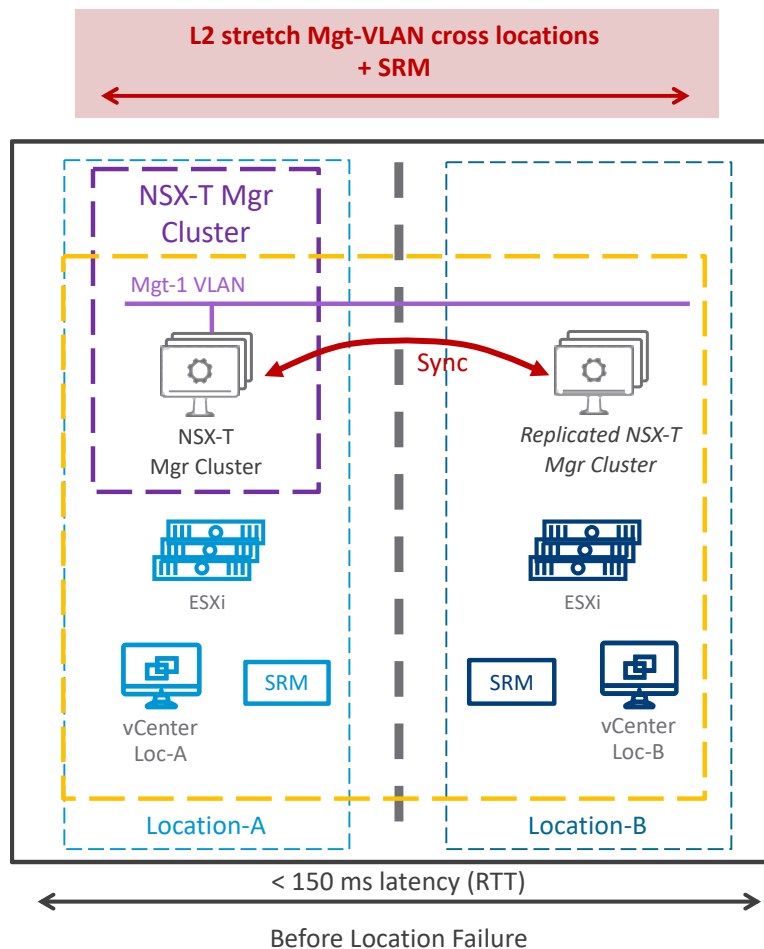 L2 stretch Mgt-VLAN cross locations
+ SRM
NSX-T Mgr
Cluster
Mgt-1 VLAN
Sync
NSX-T
Mgr Cluster
Replicated NSX-T
Mgr Cluster
ESXi
ESXi
SRM
SRM
vCenter
Loc-A
vCenter
Loc-B
Location-A
Location-B
< 150 ms latency (RTT)
Before Location Failure